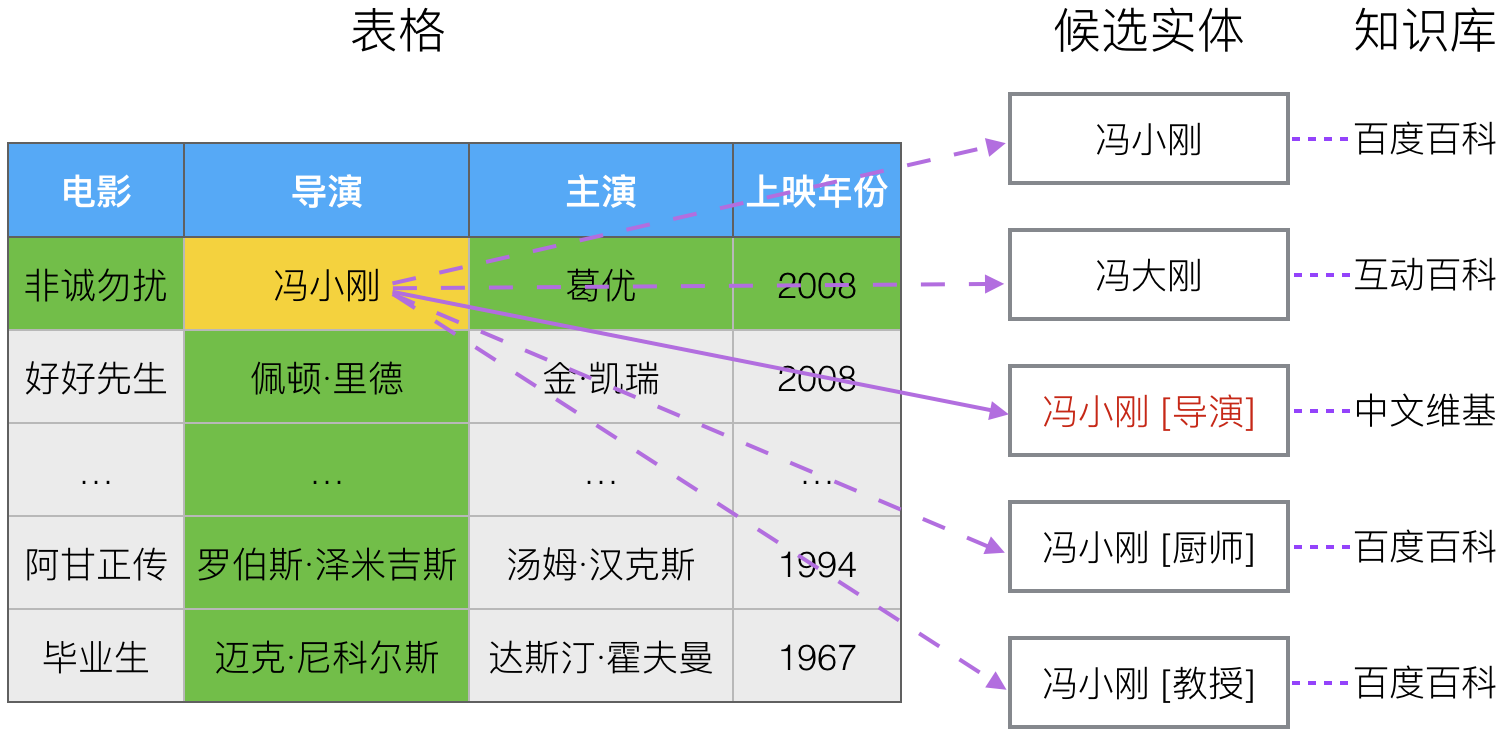 表格 候选实体 知识库
电影 导演 主演 上映年份
非诚勿扰 冯小刚 葛优 2008
好好先生 佩顿·里德 金·凯瑞 2008
… … … …
阿甘正传 罗伯斯·泽米吉斯 汤姆·汉克斯 1994
毕业生 迈克·尼科尔斯 达斯汀·霍夫曼 1967
冯小刚 百度百科
冯大刚 互动百科
冯小刚 [导演] 中文维基
冯小刚 [厨师] 百度百科
冯小刚 [教授] 百度百科